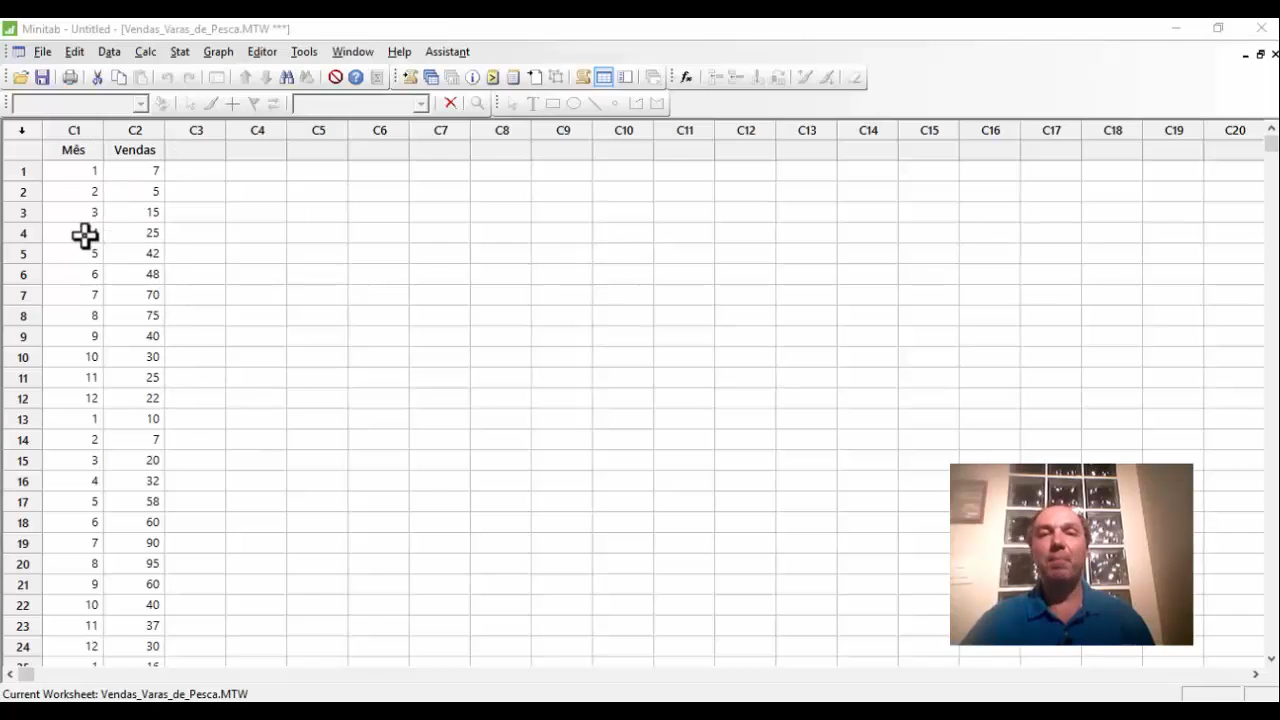 Minitab - Untitled - [Vendas_Varas_de_Pesca.MTW ***]
File Edit Data Calc Stat Graph Editor Tools Window Help Assistant
C1 C2 C3 C4 C5 C6 C7 C8 C9 C10 C11 C12 C13 C14 C15 C16 C17 C18 C19 C20
Mês Vendas
1 1 7
2 2 5
3 3 15
4 25
5 5 42
6 6 48
7 7 70
8 8 75
9 9 40
10 10 30
11 11 25
12 12 22
13 1 10
14 2 7
15 3 20
16 4 32
17 5 58
18 6 60
19 7 90
20 8 95
21 9 60
22 10 40
23 11 37
24 12 30
Current Worksheet: Vendas_Varas_de_Pesca.MTW